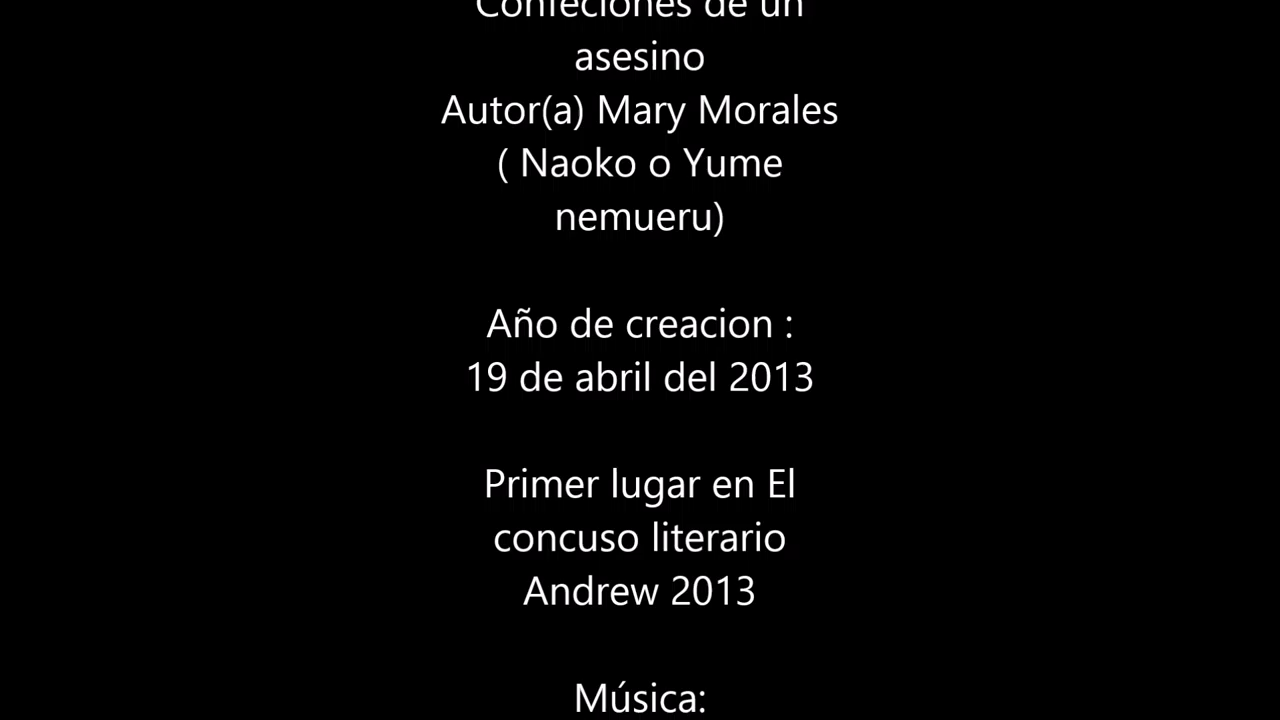 Confeciones de un
asesino
Autor(a) Mary Morales
( Naoko o Yume
nemueru)
Año de creacion :
19 de abril del 2013
Primer lugar en El
concuso literario
Andrew 2013
Música: